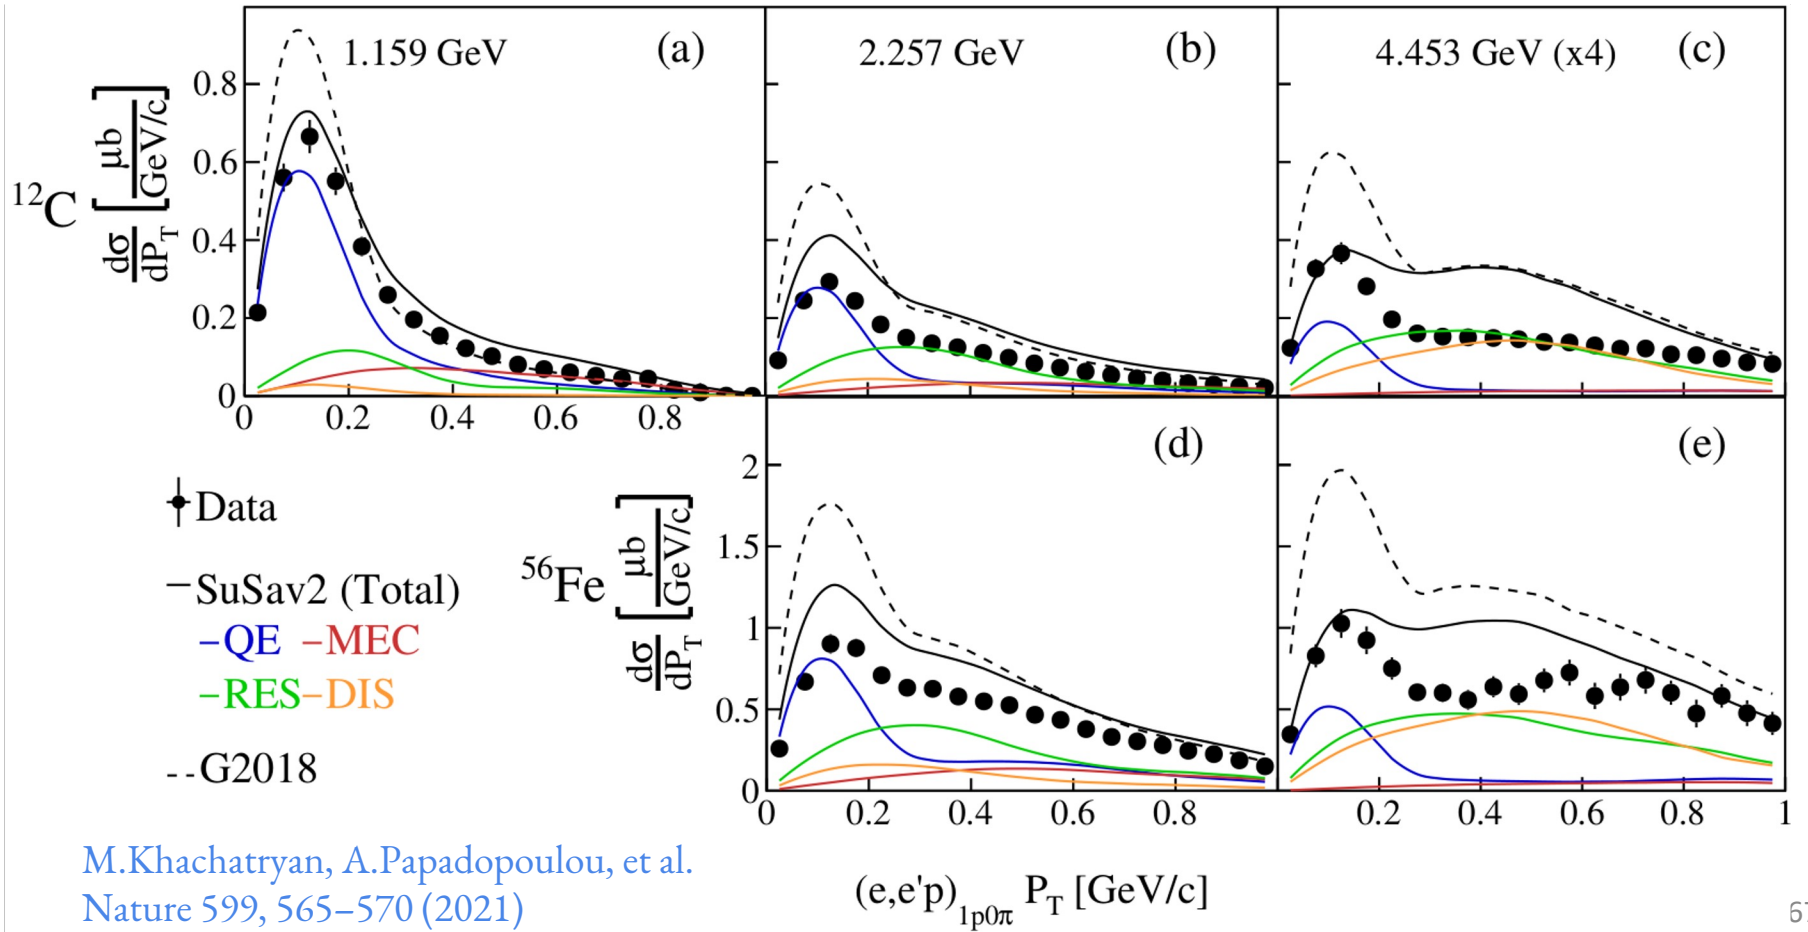 1.159 GeV (a)
2.257 GeV (b)
4.453 GeV (x4) (c)
¹²C dσ/dP_T [μb/GeV/c]
0.8
0.6
0.4
0.2
0
0 0.2 0.4 0.6 0.8
(d)
(e)
⁵⁶Fe dσ/dP_T [μb/GeV/c]
2
1.5
1
0.5
0
0 0.2 0.4 0.6 0.8
0.2 0.4 0.6 0.8 1
Data
SuSav2 (Total)
QE MEC
RES DIS
G2018
(e,e'p)₁ₚ₀π P_T [GeV/c]
M.Khachatryan, A.Papadopoulou, et al.
Nature 599, 565–570 (2021)